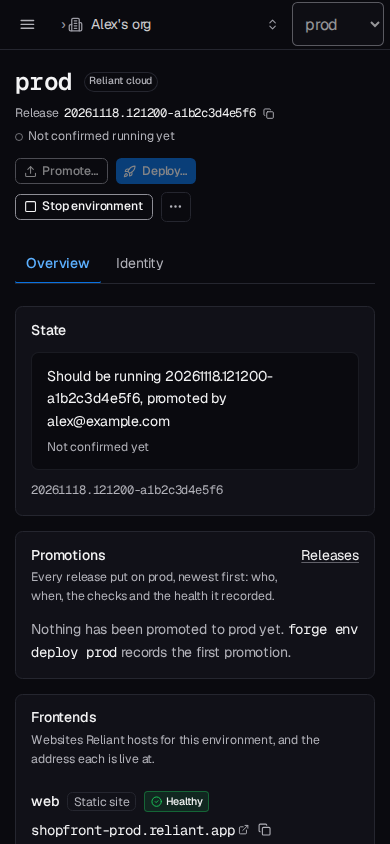 Alex's org
prod
prod
Reliant cloud
Release 20261118.121200-a1b2c3d4e5f6
Not confirmed running yet
Promote...
Deploy...
Stop environment
Overview
Identity
State
Should be running 20261118.121200-
a1b2c3d4e5f6, promoted by
alex@example.com
Not confirmed yet
20261118.121200-a1b2c3d4e5f6
Promotions
Releases
Every release put on prod, newest first: who,
when, the checks and the health it recorded.
Nothing has been promoted to prod yet. forge env
deploy prod records the first promotion.
Frontends
Websites Reliant hosts for this environment, and the
address each is live at.
web
Static site
Healthy
shopfront-prod.reliant.app